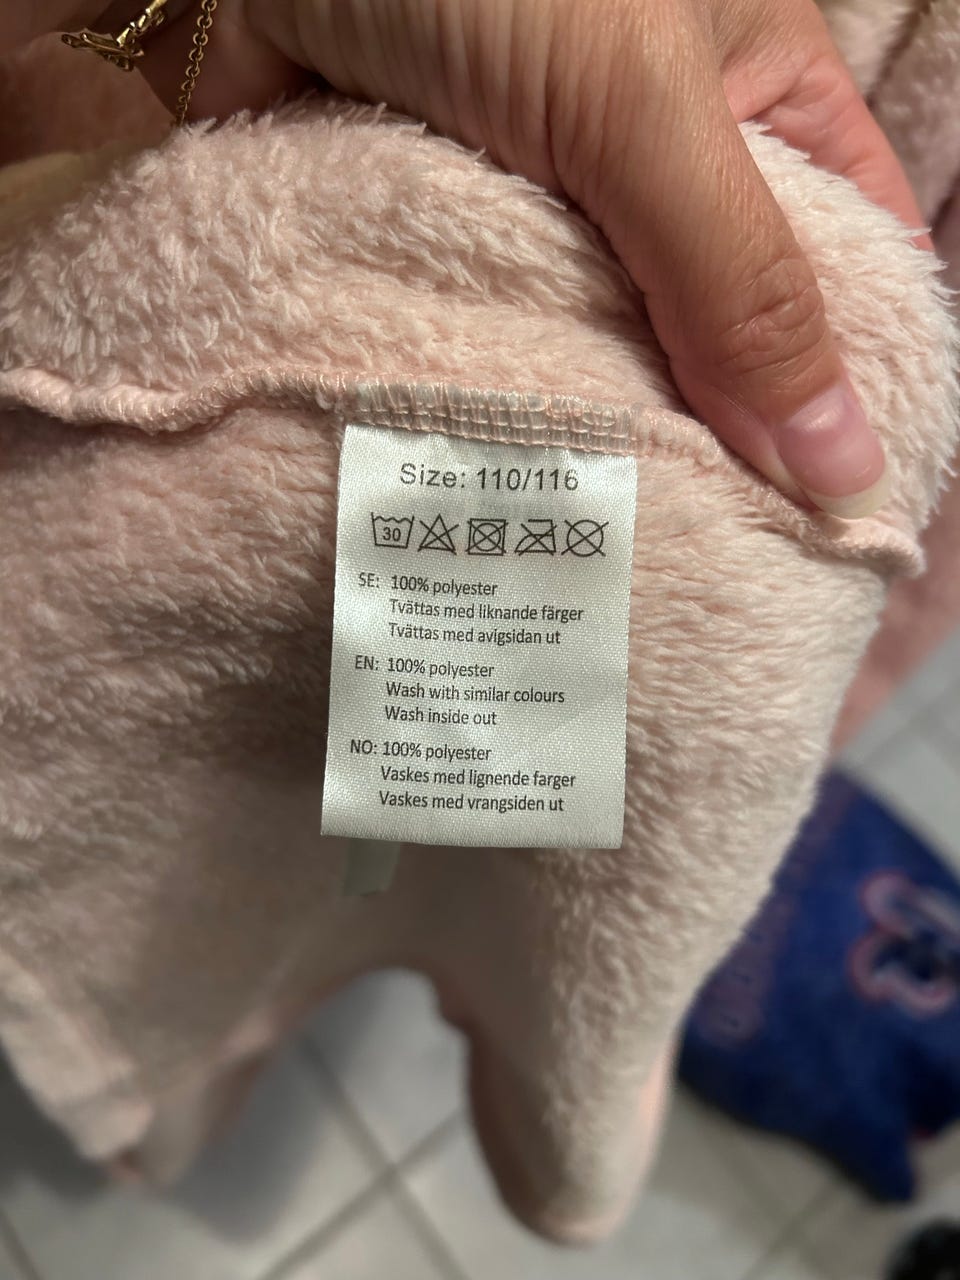 Size: 110/116
30
SE: 100% polyester
Tvättas med liknande färger
Tvättas med avigsidan ut
EN: 100% polyester
Wash with similar colours
Wash inside out
NO: 100% polyester
Vaskes med lignende farger
Vaskes med vrangsiden ut